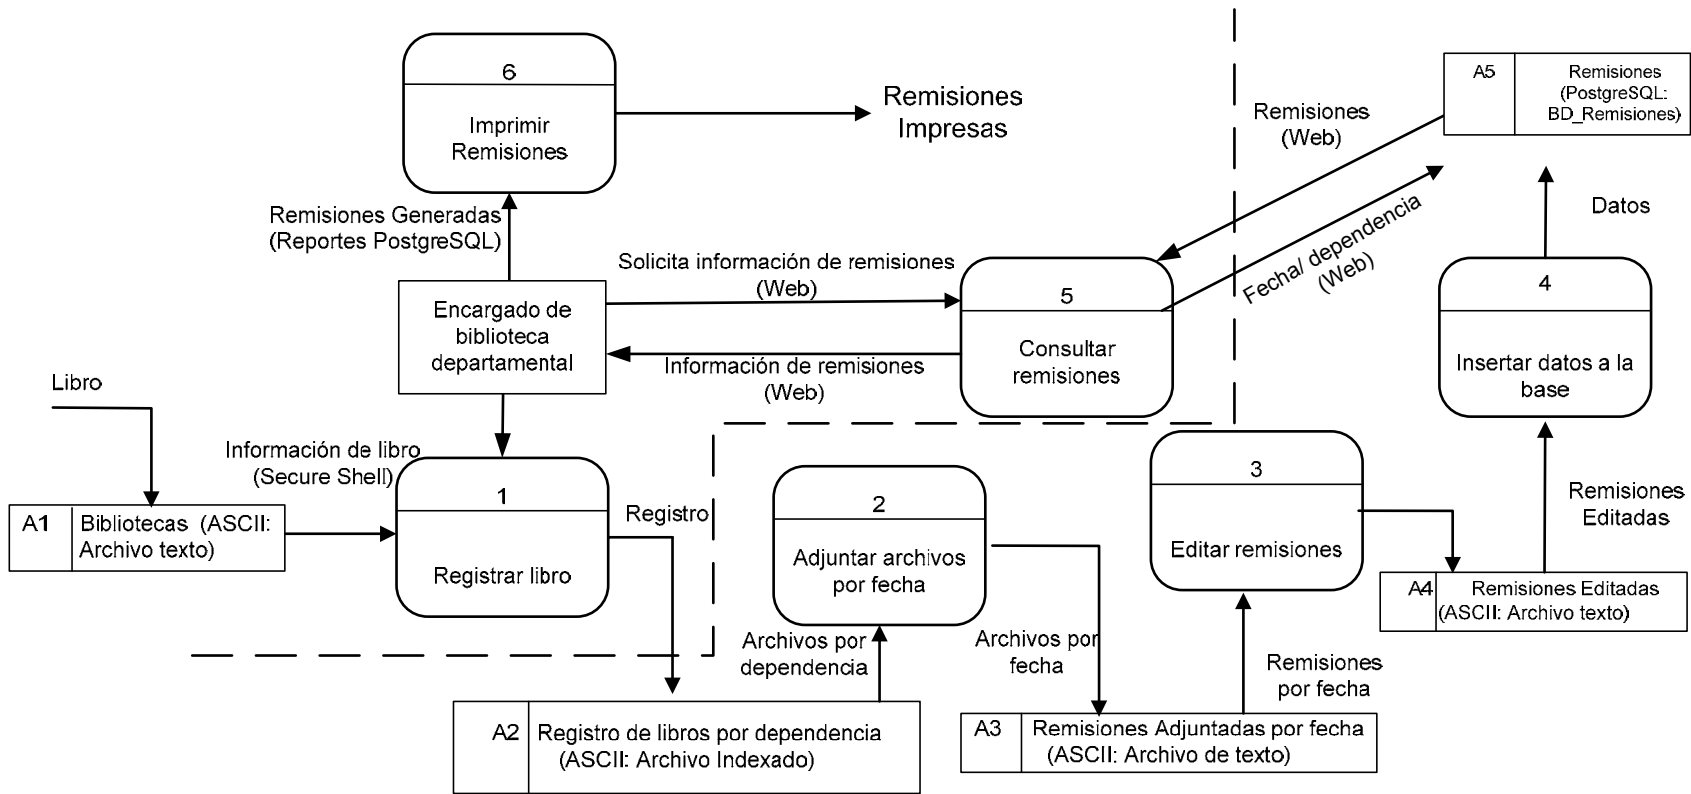 6
Imprimir
Remisiones
Remisiones
Impresas
Remisiones
(Web)
A5
Remisiones
(PostgreSQL:
BD_Remisiones)
Remisiones Generadas
(Reportes PostgreSQL)
Solicita información de remisiones
(Web)
Fecha/ dependencia
(Web)
Datos
Encargado de
biblioteca
departamental
5
Consultar
remisiones
Información de remisiones
(Web)
4
Insertar datos a la
base
Libro
Información de libro
(Secure Shell)
A1
Bibliotecas (ASCII:
Archivo texto)
1
Registrar libro
Registro
2
Adjuntar archivos
por fecha
3
Editar remisiones
Remisiones
Editadas
A4
Remisiones Editadas
(ASCII: Archivo texto)
Archivos por
dependencia
Archivos por
fecha
Remisiones
por fecha
A2
Registro de libros por dependencia
(ASCII: Archivo Indexado)
A3
Remisiones Adjuntadas por fecha
(ASCII: Archivo de texto)